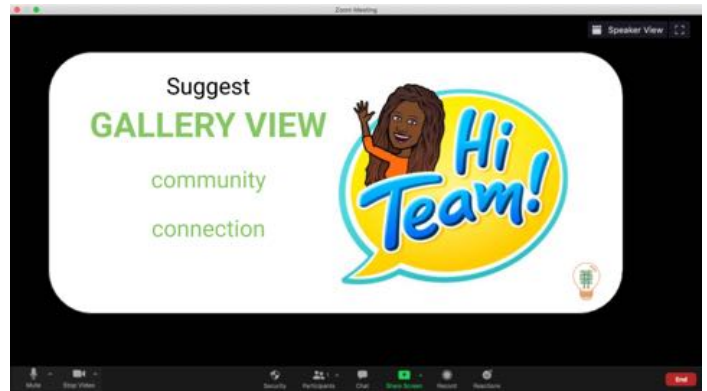 Zoom Meeting
Speaker View
Suggest
GALLERY VIEW
community
connection
Hi
Team!
Mute
Stop Video
Security
Participants
1
Chat
Share Screen
Record
Reactions
End